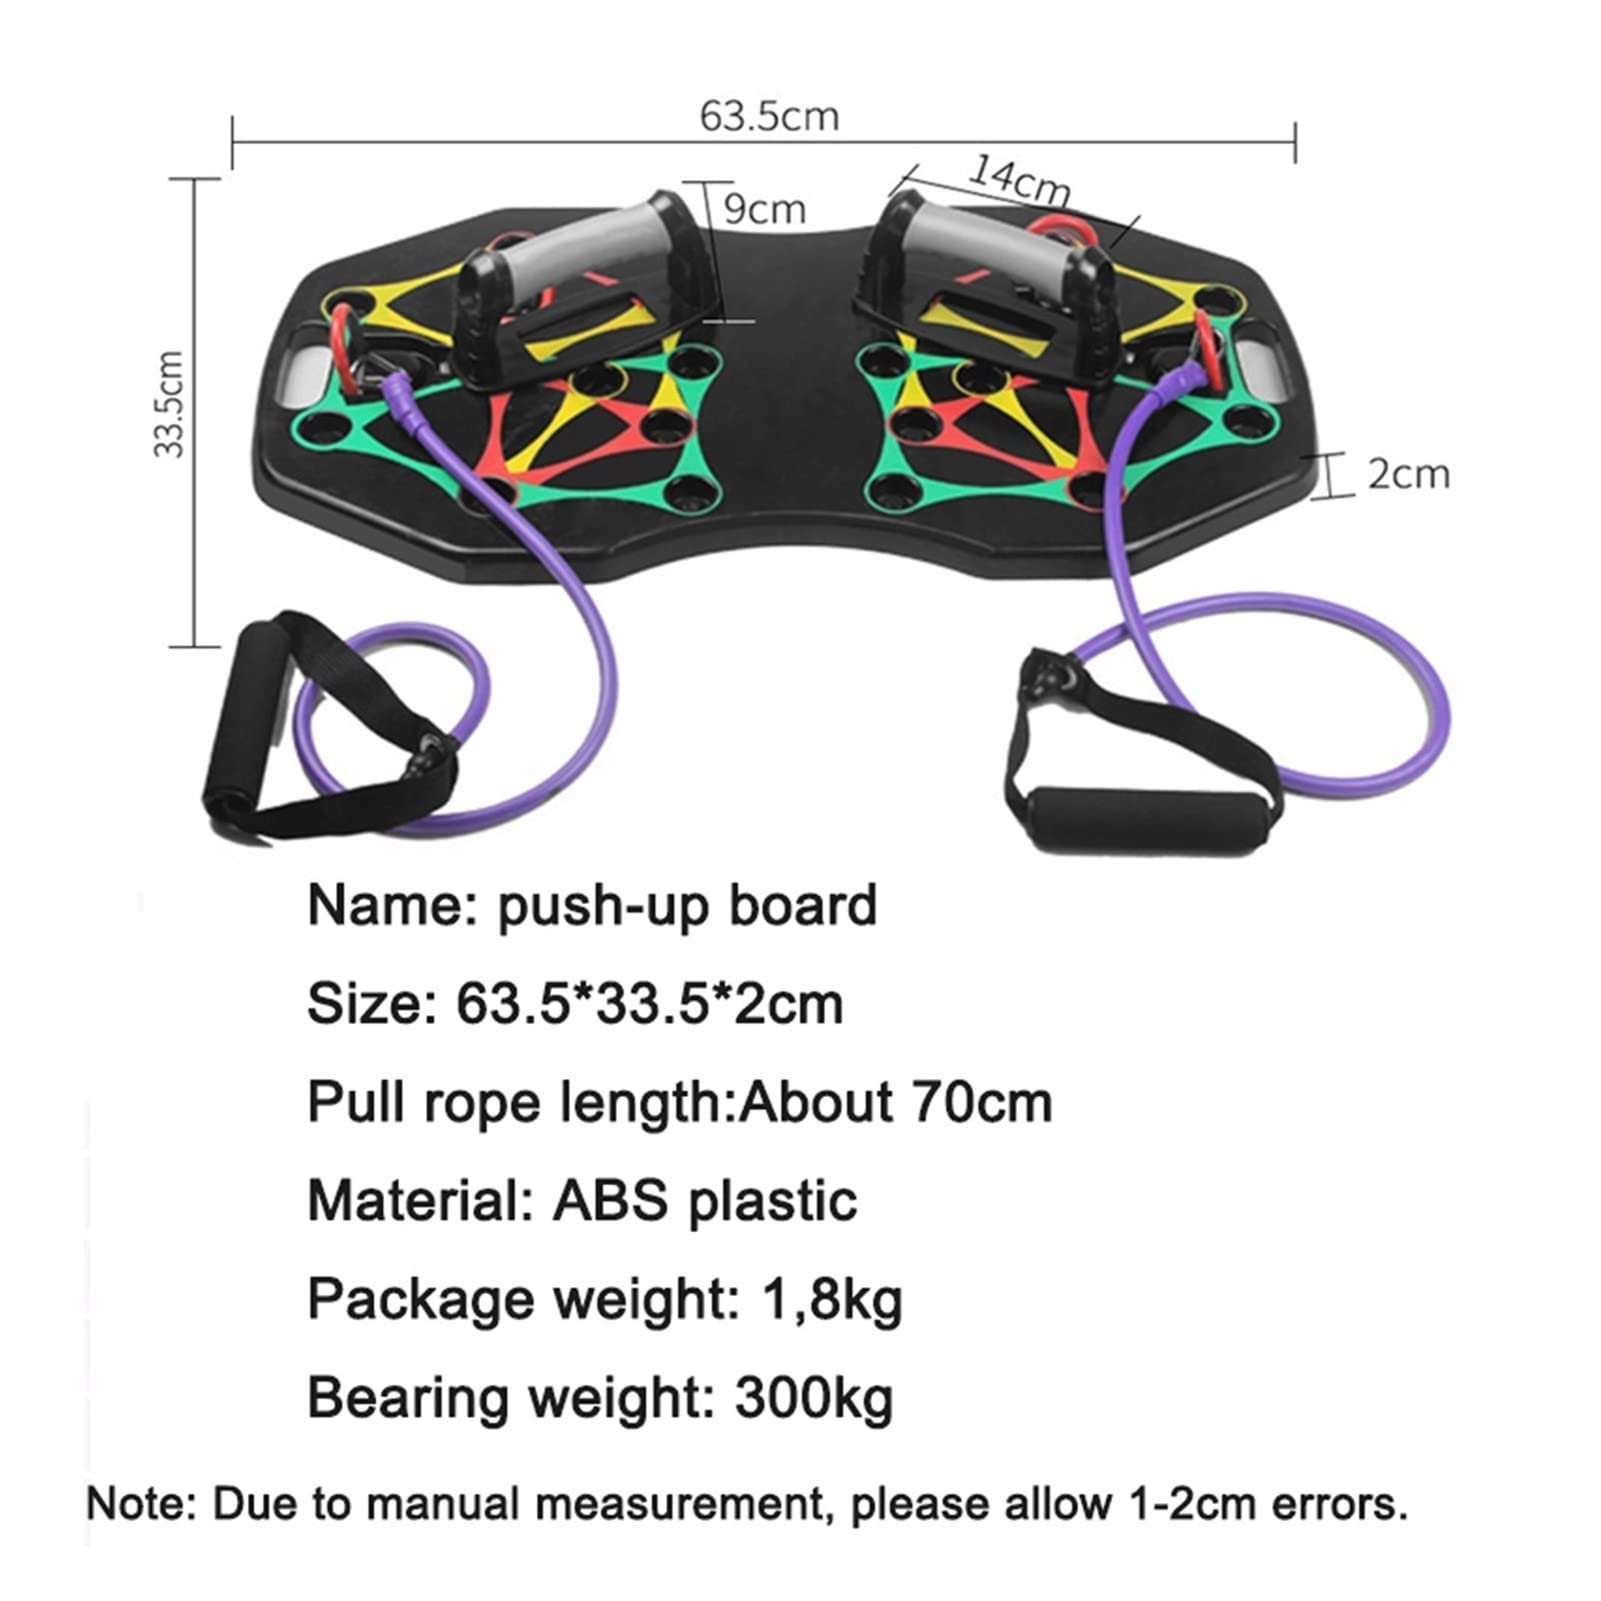 63.5cm
14cm
9cm
33.5cm
2cm
Name: push-up board
Size: 63.5*33.5*2cm
Pull rope length:About 70cm
Material: ABS plastic
Package weight: 1,8kg
Bearing weight: 300kg
Note: Due to manual measurement, please allow 1-2cm errors.